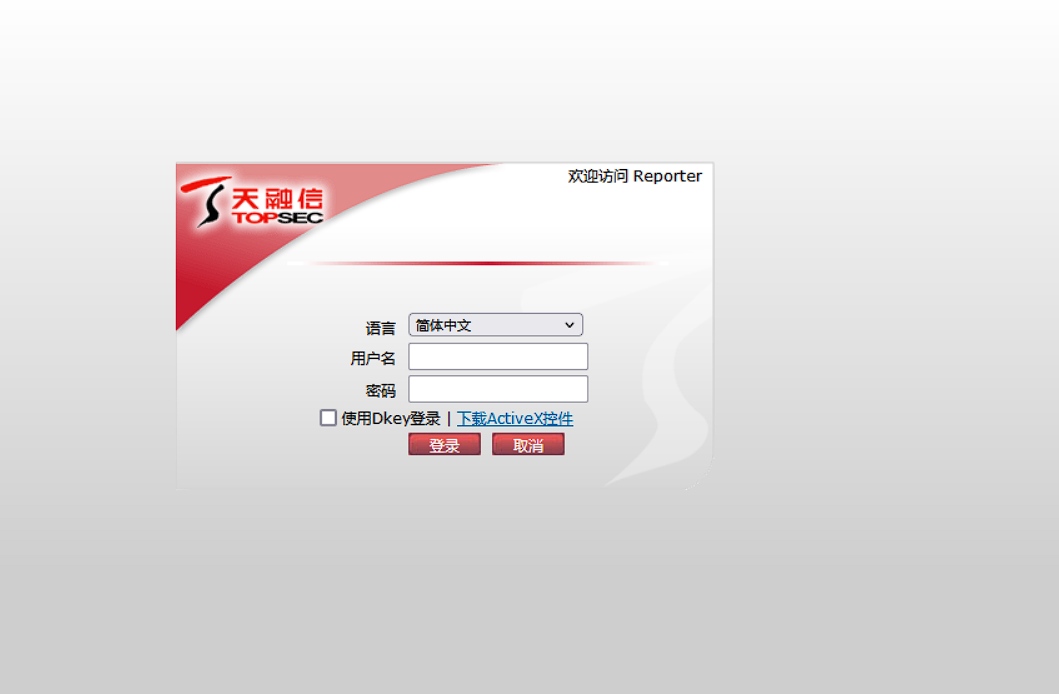 天融信
TOPSEC
欢迎访问 Reporter
语言 简体中文
用户名
密码
使用Dkey登录 | 下载ActiveX控件
登录 取消